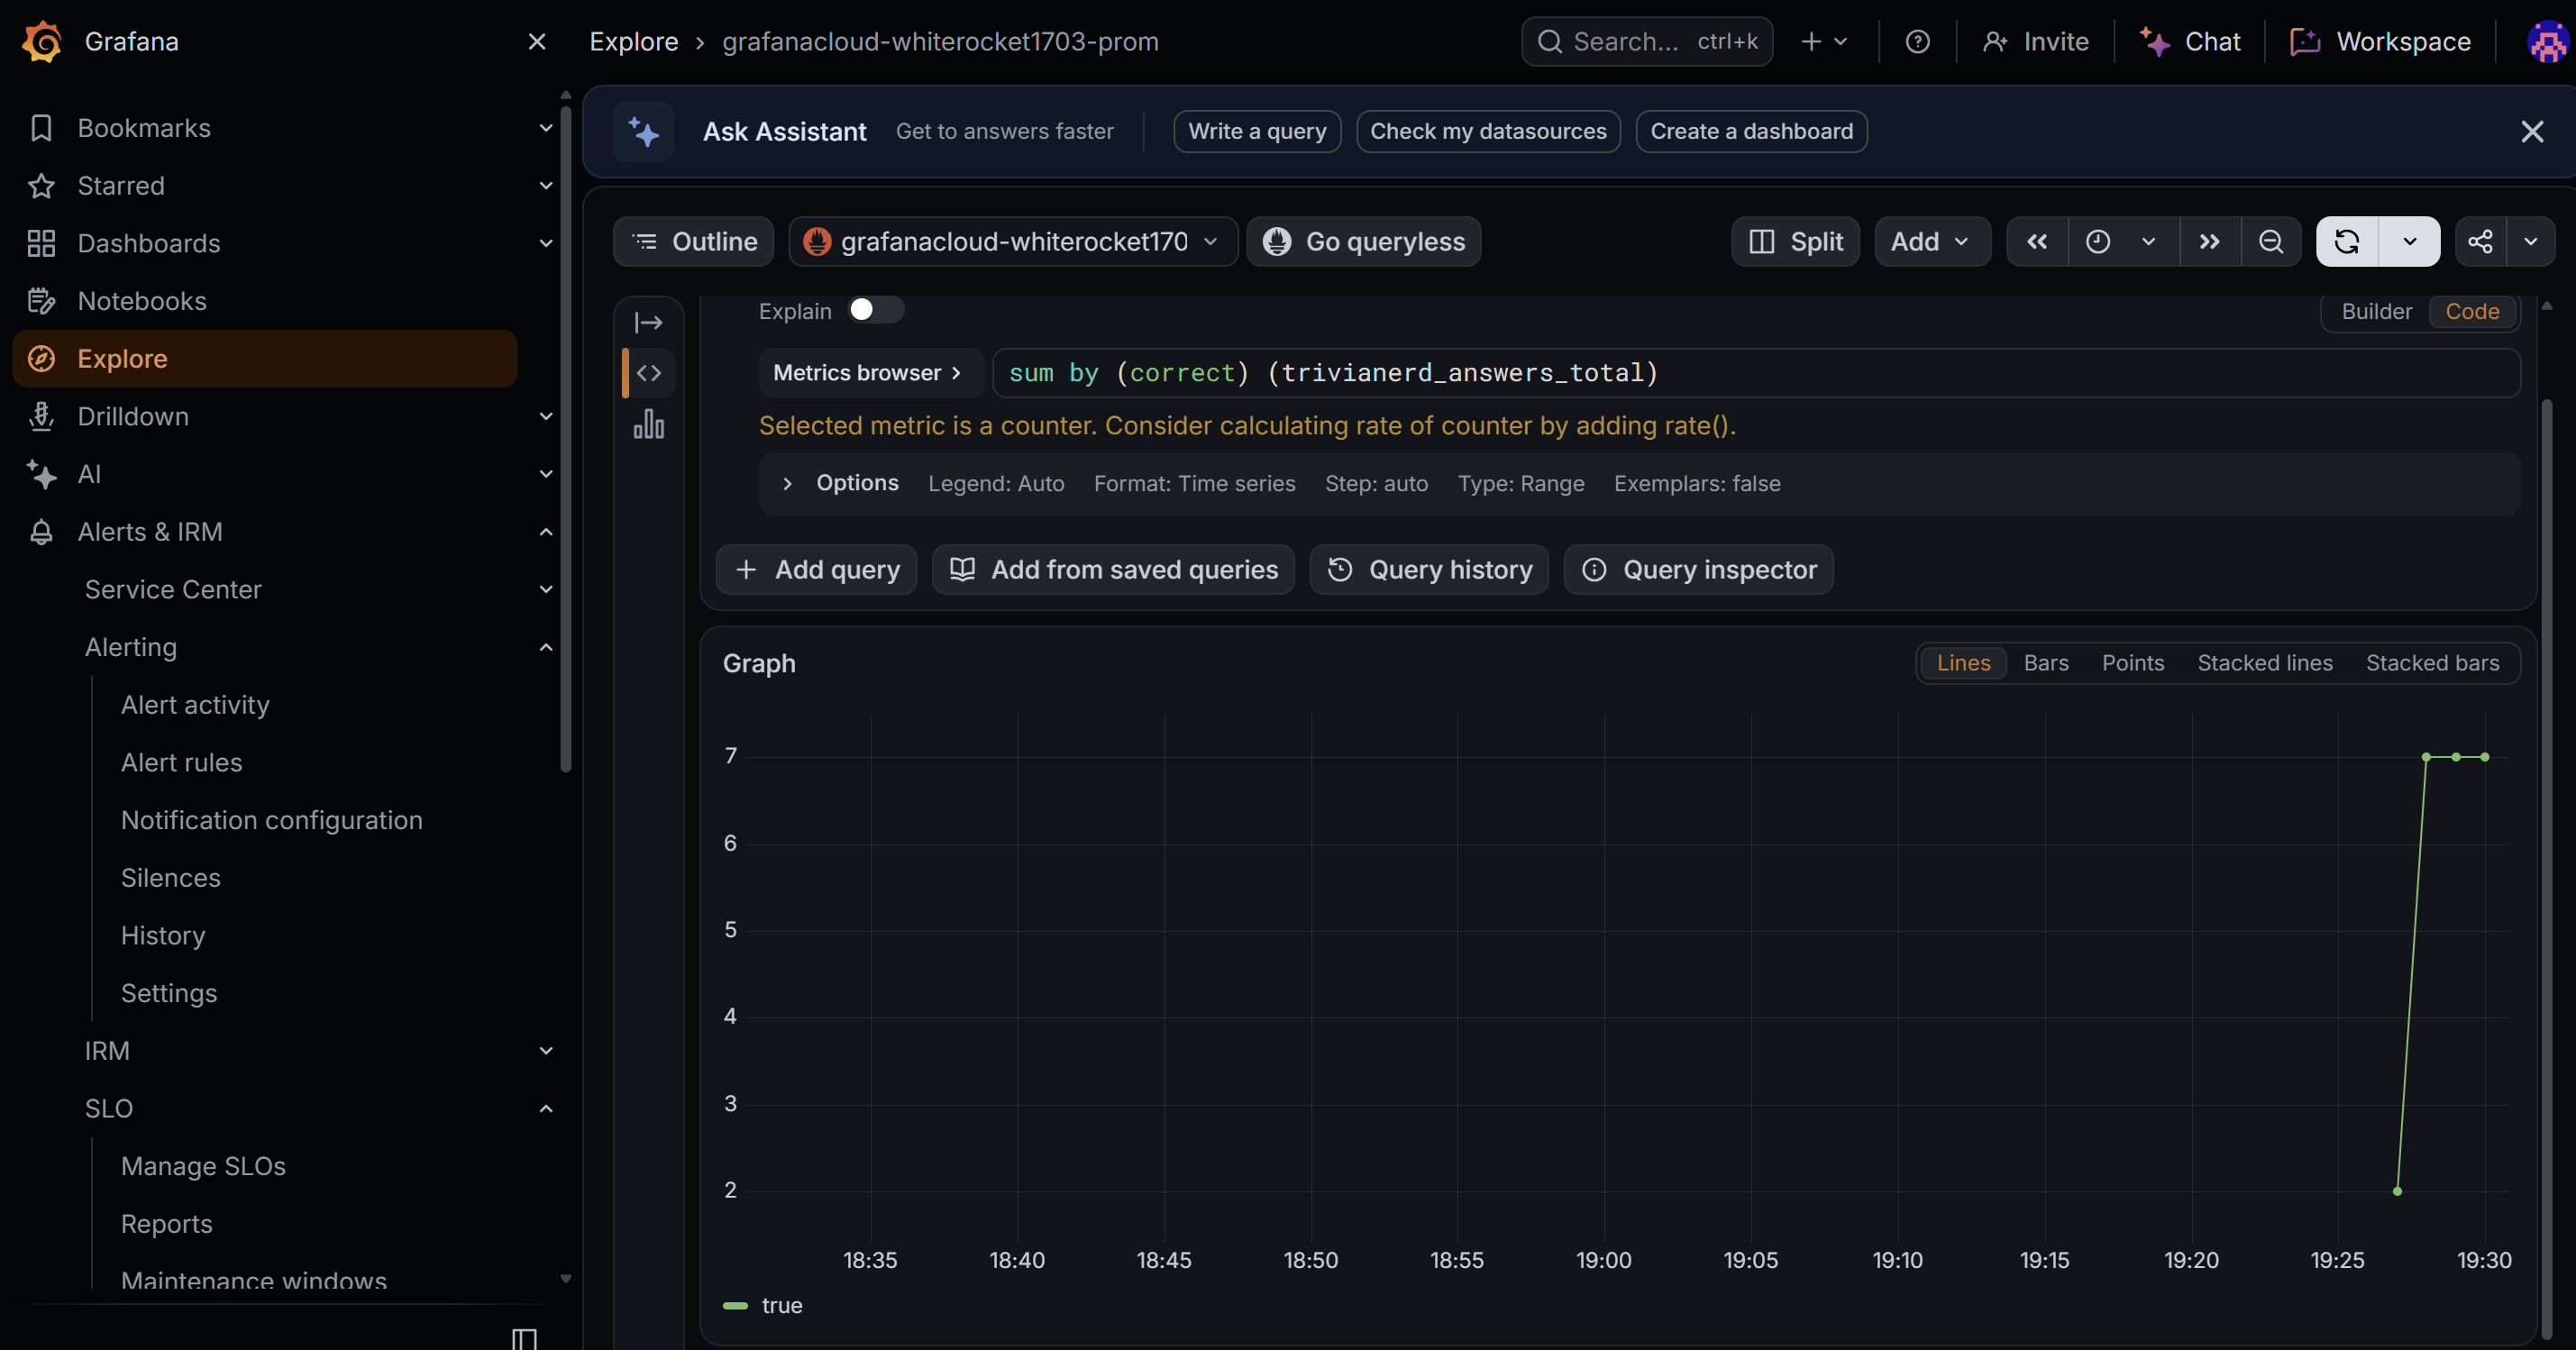 Grafana
Explore › grafanacloud-whiterocket1703-prom
Search... ctrl+k
Invite
Chat
Workspace
Bookmarks
Starred
Dashboards
Notebooks
Explore
Drilldown
AI
Alerts & IRM
Service Center
Alerting
Alert activity
Alert rules
Notification configuration
Silences
History
Settings
IRM
SLO
Manage SLOs
Reports
Maintenance windows
Ask Assistant Get to answers faster Write a query Check my datasources Create a dashboard
Outline grafanacloud-whiterocket170 Go queryless Split Add
Explain Builder Code
Metrics browser › sum by (correct) (trivianerd_answers_total)
Selected metric is a counter. Consider calculating rate of counter by adding rate().
Options Legend: Auto Format: Time series Step: auto Type: Range Exemplars: false
Add query Add from saved queries Query history Query inspector
Graph Lines Bars Points Stacked lines Stacked bars
7
6
5
4
3
2
18:35 18:40 18:45 18:50 18:55 19:00 19:05 19:10 19:15 19:20 19:25 19:30
true